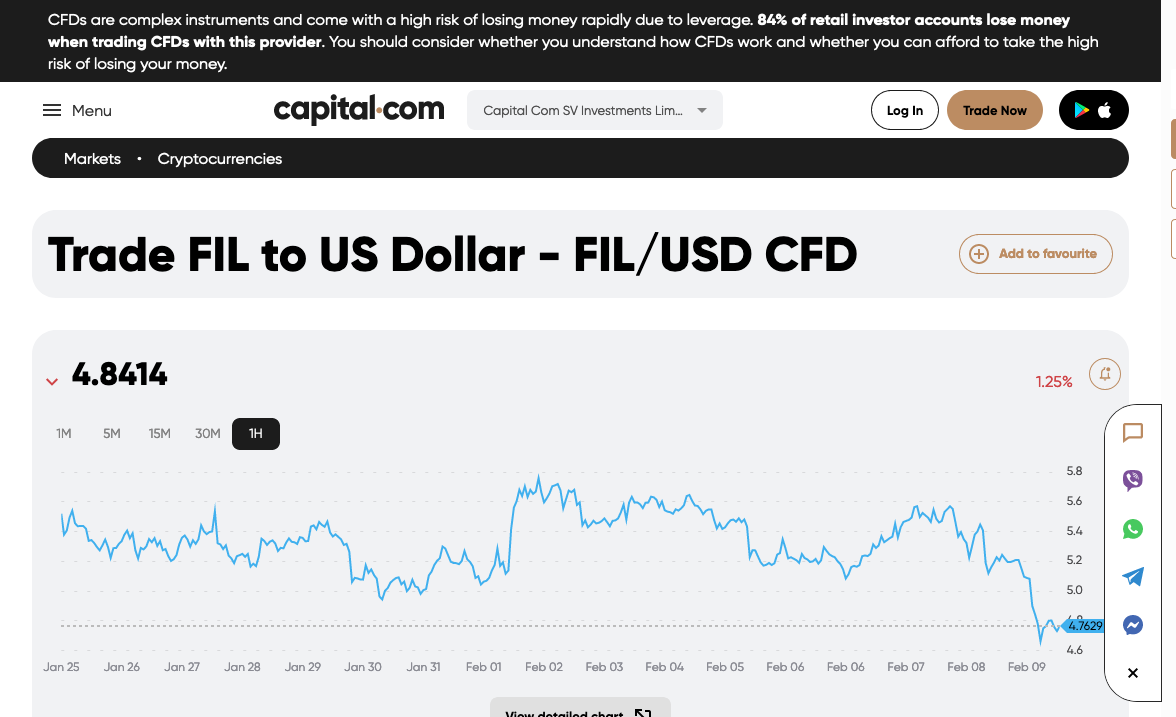 CFDs are complex instruments and come with a high risk of losing money rapidly due to leverage. 84% of retail investor accounts lose money
when trading CFDs with this provider. You should consider whether you understand how CFDs work and whether you can afford to take the high
risk of losing your money.
Menu
capital.com
Capital Com SV Investments Lim...
Log In
Trade Now
Markets • Cryptocurrencies
Trade FIL to US Dollar - FIL/USD CFD
Add to favourite
4.8414
1.25%
1M 5M 15M 30M 1H
5.8
5.6
5.4
5.2
5.0
4.8
4.7629
4.6
Jan 25 Jan 26 Jan 27 Jan 28 Jan 29 Jan 30 Jan 31 Feb 01 Feb 02 Feb 03 Feb 04 Feb 05 Feb 06 Feb 06 Feb 07 Feb 08 Feb 09
View detailed chart